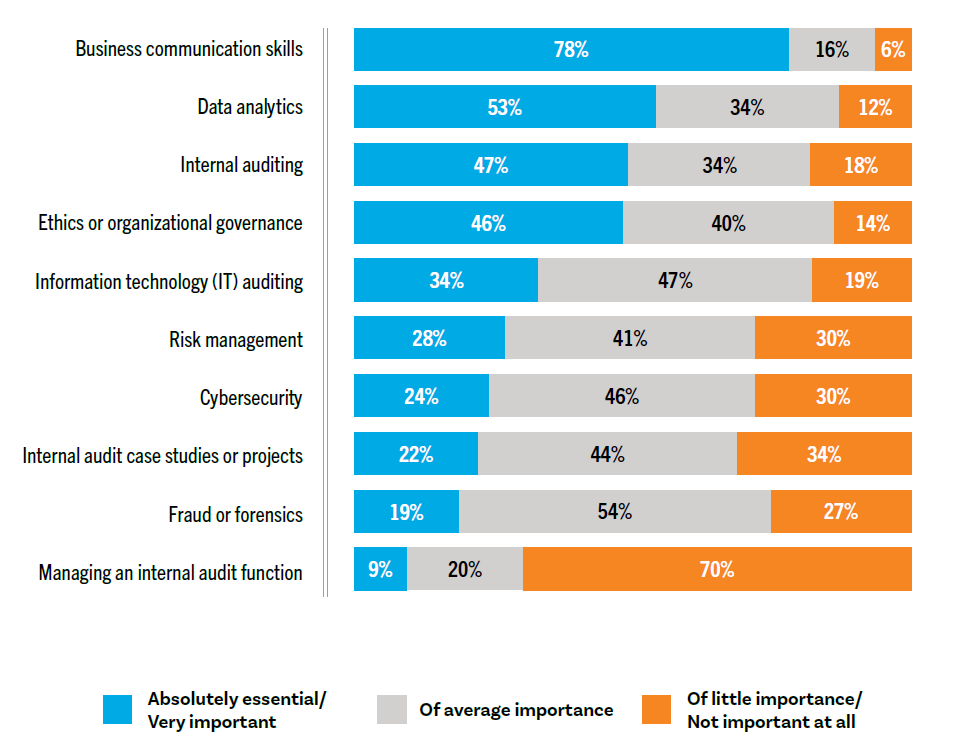 Business communication skills 78% 16% 6%
Data analytics 53% 34% 12%
Internal auditing 47% 34% 18%
Ethics or organizational governance 46% 40% 14%
Information technology (IT) auditing 34% 47% 19%
Risk management 28% 41% 30%
Cybersecurity 24% 46% 30%
Internal audit case studies or projects 22% 44% 34%
Fraud or forensics 19% 54% 27%
Managing an internal audit function 9% 20% 70%
Absolutely essential/
Very important
Of average importance
Of little importance/
Not important at all